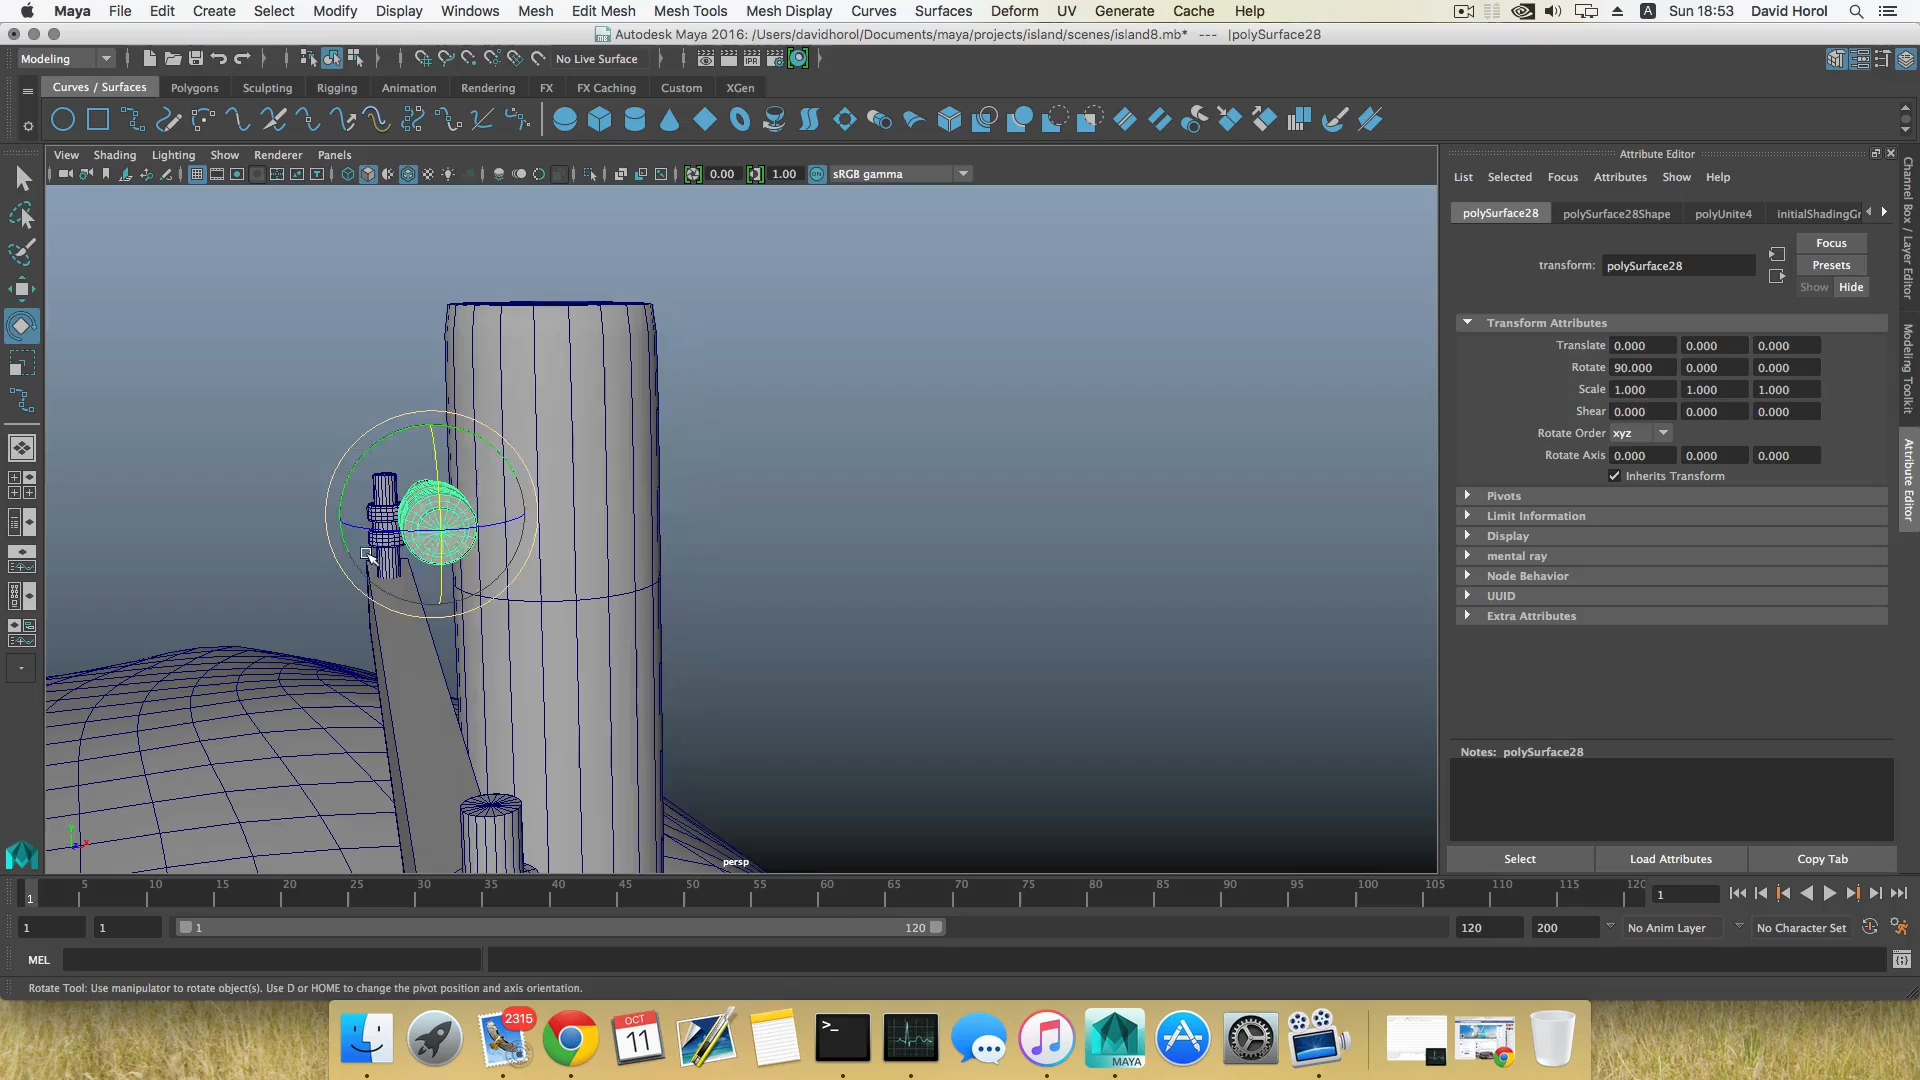 Maya File Edit Create Select Modify Display Windows Mesh Edit Mesh Mesh Tools Mesh Display Curves Surfaces Deform UV Generate Cache Help A Sun 18:53 David Horol
Autodesk Maya 2016: /Users/davidhorol/Documents/maya/projects/island/scenes/island8.mb* --- |polySurface28
Modeling No Live Surface IPR
Curves / Surfaces Polygons Sculpting Rigging Animation Rendering FX FX Caching Custom XGen
View Shading Lighting Show Renderer Panels
0.00 1.00 sRGB gamma
persp
Attribute Editor
List Selected Focus Attributes Show Help
polySurface28 polySurface28Shape polyUnite4 initialShadingGr
transform: polySurface28
Focus
Presets
Show Hide
Transform Attributes
Translate 0.000 0.000 0.000
Rotate 90.000 0.000 0.000
Scale 1.000 1.000 1.000
Shear 0.000 0.000 0.000
Rotate Order xyz
Rotate Axis 0.000 0.000 0.000
Inherits Transform
Pivots
Limit Information
Display
mental ray
Node Behavior
UUID
Extra Attributes
Notes: polySurface28
Select Load Attributes Copy Tab
Channel Box / Layer Editor
Modeling Toolkit
Attribute Editor
1 5 10 15 20 25 30 35 40 45 50 55 60 65 70 75 80 85 90 95 100 105 110 115 120 1
1 1 1 120 120 200 No Anim Layer No Character Set
MEL
Rotate Tool: Use manipulator to rotate object(s). Use D or HOME to change the pivot position and axis orientation.
2315
OCT
11
MAYA